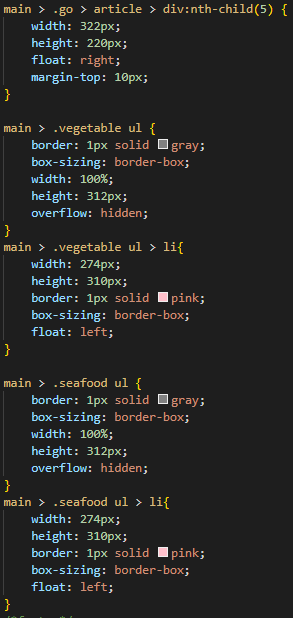 main > .go > article > div:nth-child(5) {
    width: 322px;
    height: 220px;
    float: right;
    margin-top: 10px;
}

main > .vegetable ul {
    border: 1px solid gray;
    box-sizing: border-box;
    width: 100%;
    height: 312px;
    overflow: hidden;
}
main > .vegetable ul > li{
    width: 274px;
    height: 310px;
    border: 1px solid pink;
    box-sizing: border-box;
    float: left;
}

main > .seafood ul {
    border: 1px solid gray;
    box-sizing: border-box;
    width: 100%;
    height: 312px;
    overflow: hidden;
}
main > .seafood ul > li{
    width: 274px;
    height: 310px;
    border: 1px solid pink;
    box-sizing: border-box;
    float: left;
}